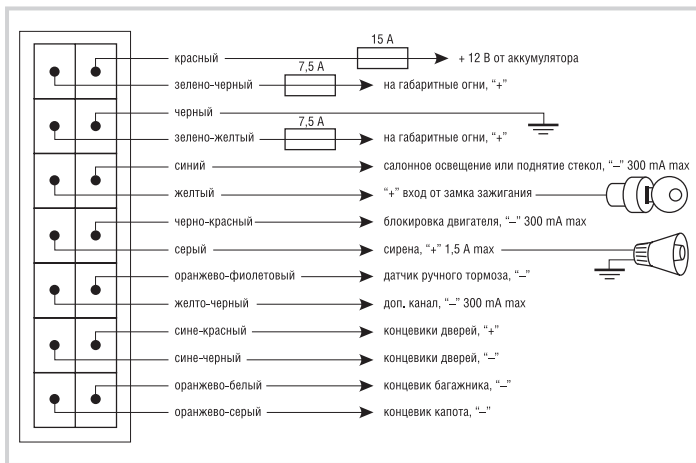 15 А
красный + 12 В от аккумулятора
7,5 А
зелено-черный на габаритные огни, “+”
черный
7,5 А
зелено-желтый на габаритные огни, “+”
синий салонное освещение или поднятие стекол, “–” 300 mA max
желтый “+” вход от замка зажигания
черно-красный блокировка двигателя, “–” 300 mA max
серый сирена, “+” 1,5 A max
оранжево-фиолетовый датчик ручного тормоза, “–”
желто-черный доп. канал, “–” 300 mA max
сине-красный концевики дверей, “+”
сине-черный концевики дверей, “–”
оранжево-белый концевик багажника, “–”
оранжево-серый концевик капота, “–”